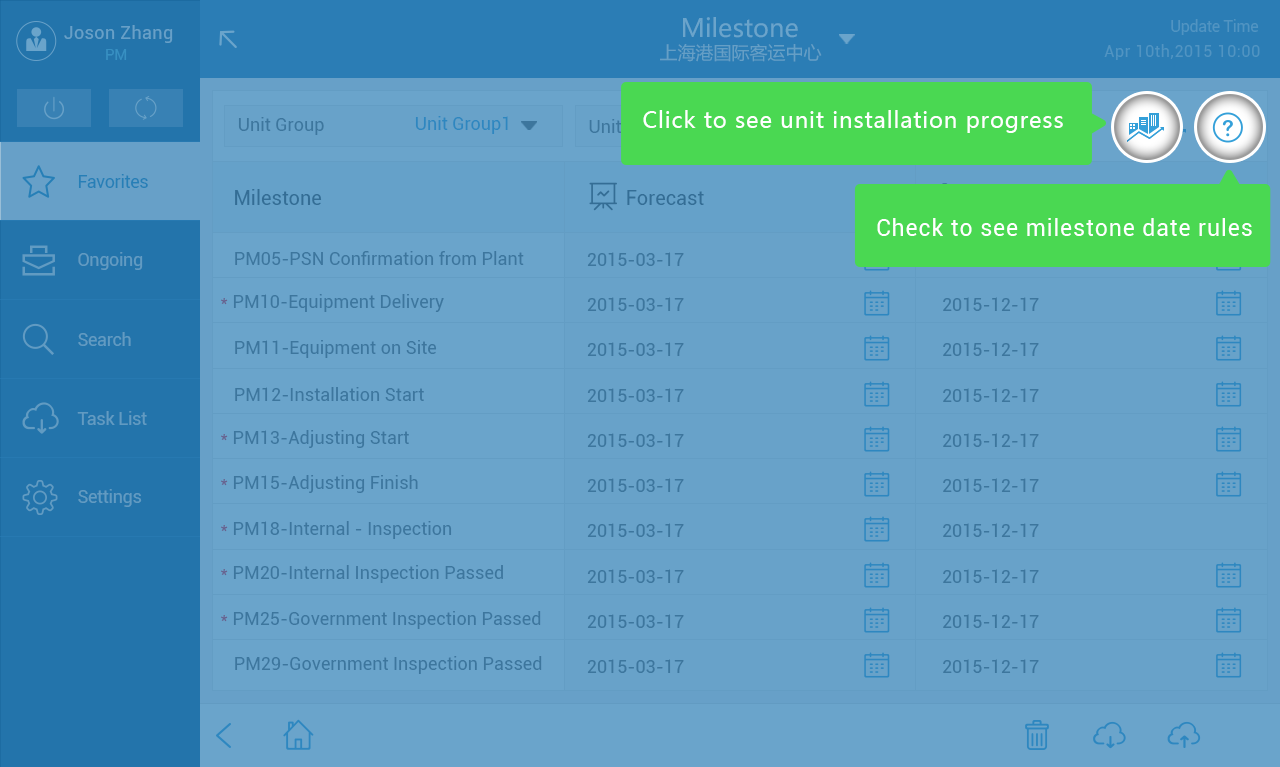 Joson Zhang
PM
Milestone
上海港国际客运中心
Update Time
Apr 10th,2015 10:00
Unit Group
Unit Group1
Unit
Click to see unit installation progress
Favorites
Milestone
Forecast
Check to see milestone date rules
Ongoing
PM05-PSN Confirmation from Plant
2015-03-17
* PM10-Equipment Delivery
2015-03-17
2015-12-17
Search
PM11-Equipment on Site
2015-03-17
2015-12-17
PM12-Installation Start
2015-03-17
2015-12-17
Task List
* PM13-Adjusting Start
2015-03-17
2015-12-17
Settings
* PM15-Adjusting Finish
2015-03-17
2015-12-17
* PM18-Internal - Inspection
2015-03-17
2015-12-17
* PM20-Internal Inspection Passed
2015-03-17
2015-12-17
* PM25-Government Inspection Passed
2015-03-17
2015-12-17
PM29-Government Inspection Passed
2015-03-17
2015-12-17